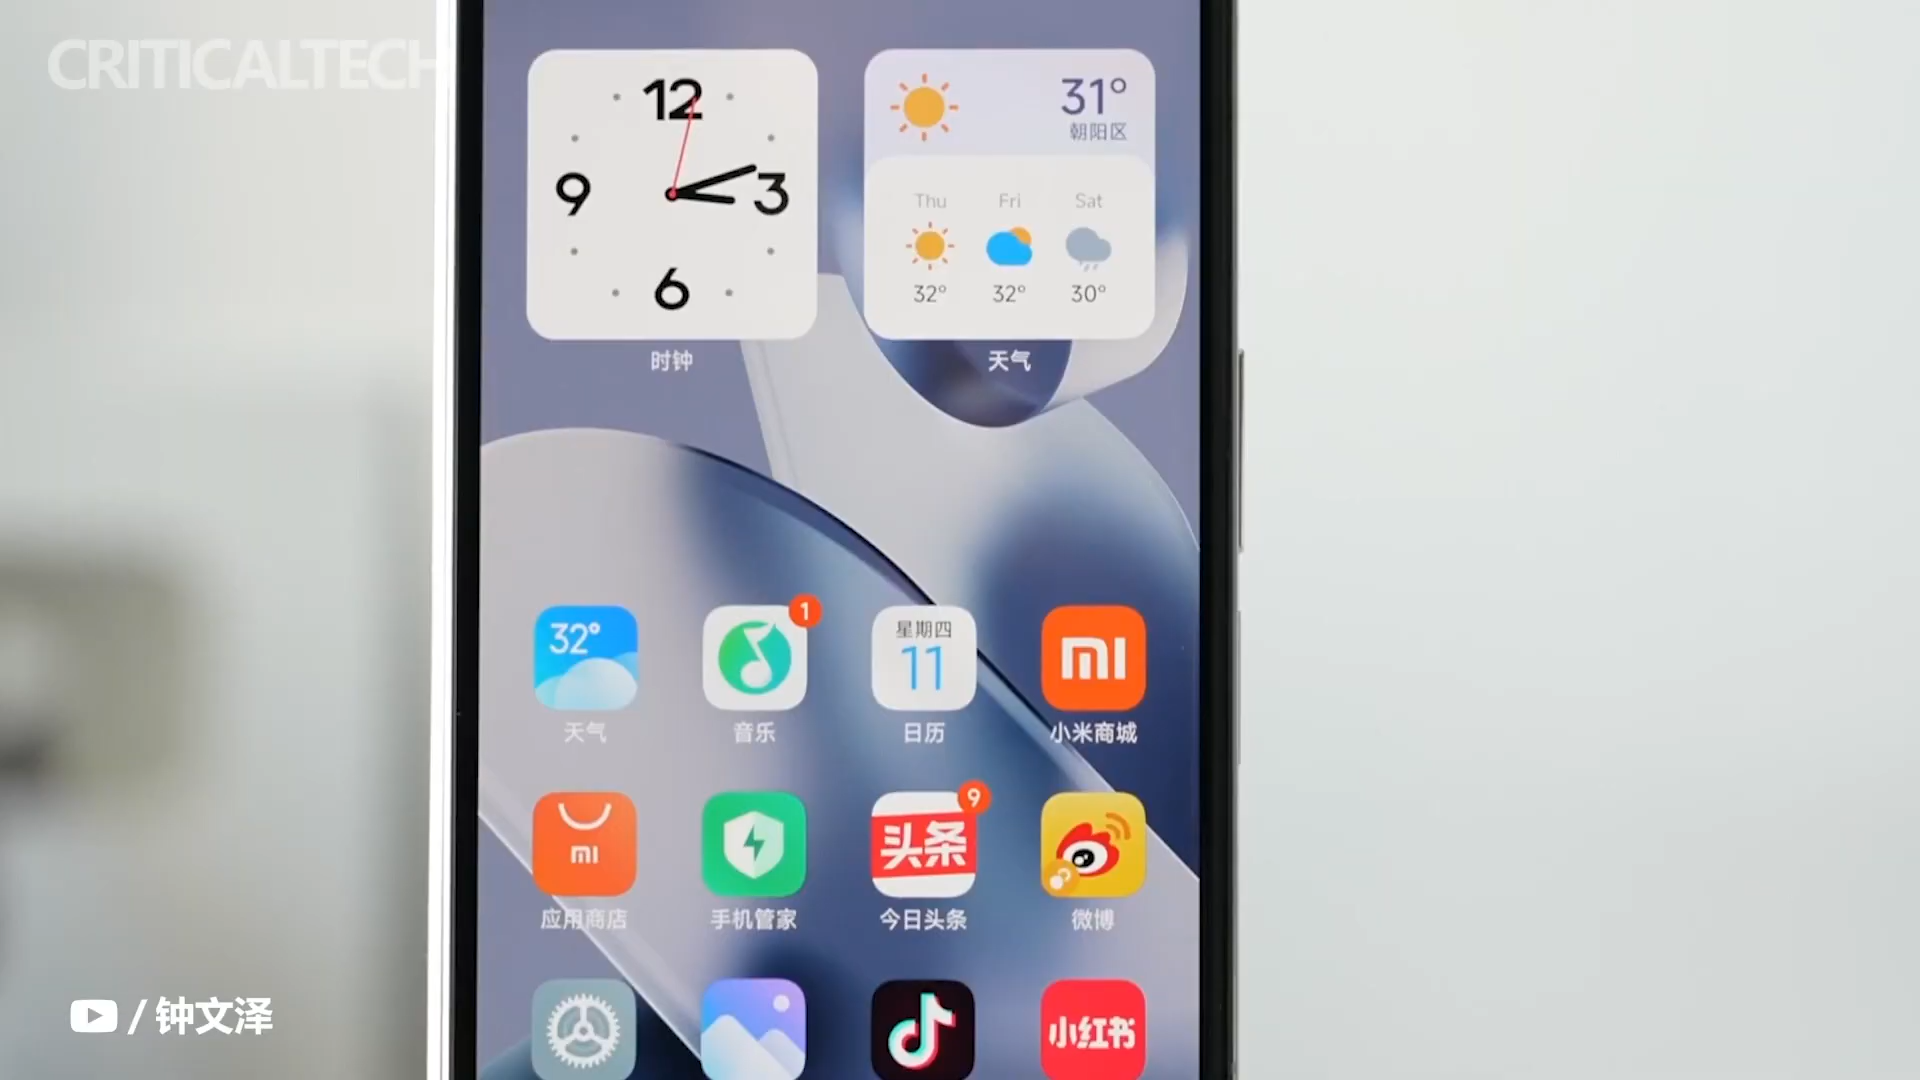 CRITICALTECH
12
9
3
6
时钟
31°
朝阳区
Thu Fri Sat
32° 32° 30°
天气
32°
天气
1
音乐
星期四
11
日历
mi
小米商城
mi
应用商店
手机管家
9
头条
今日头条
微博
小红书
/ 钟文泽